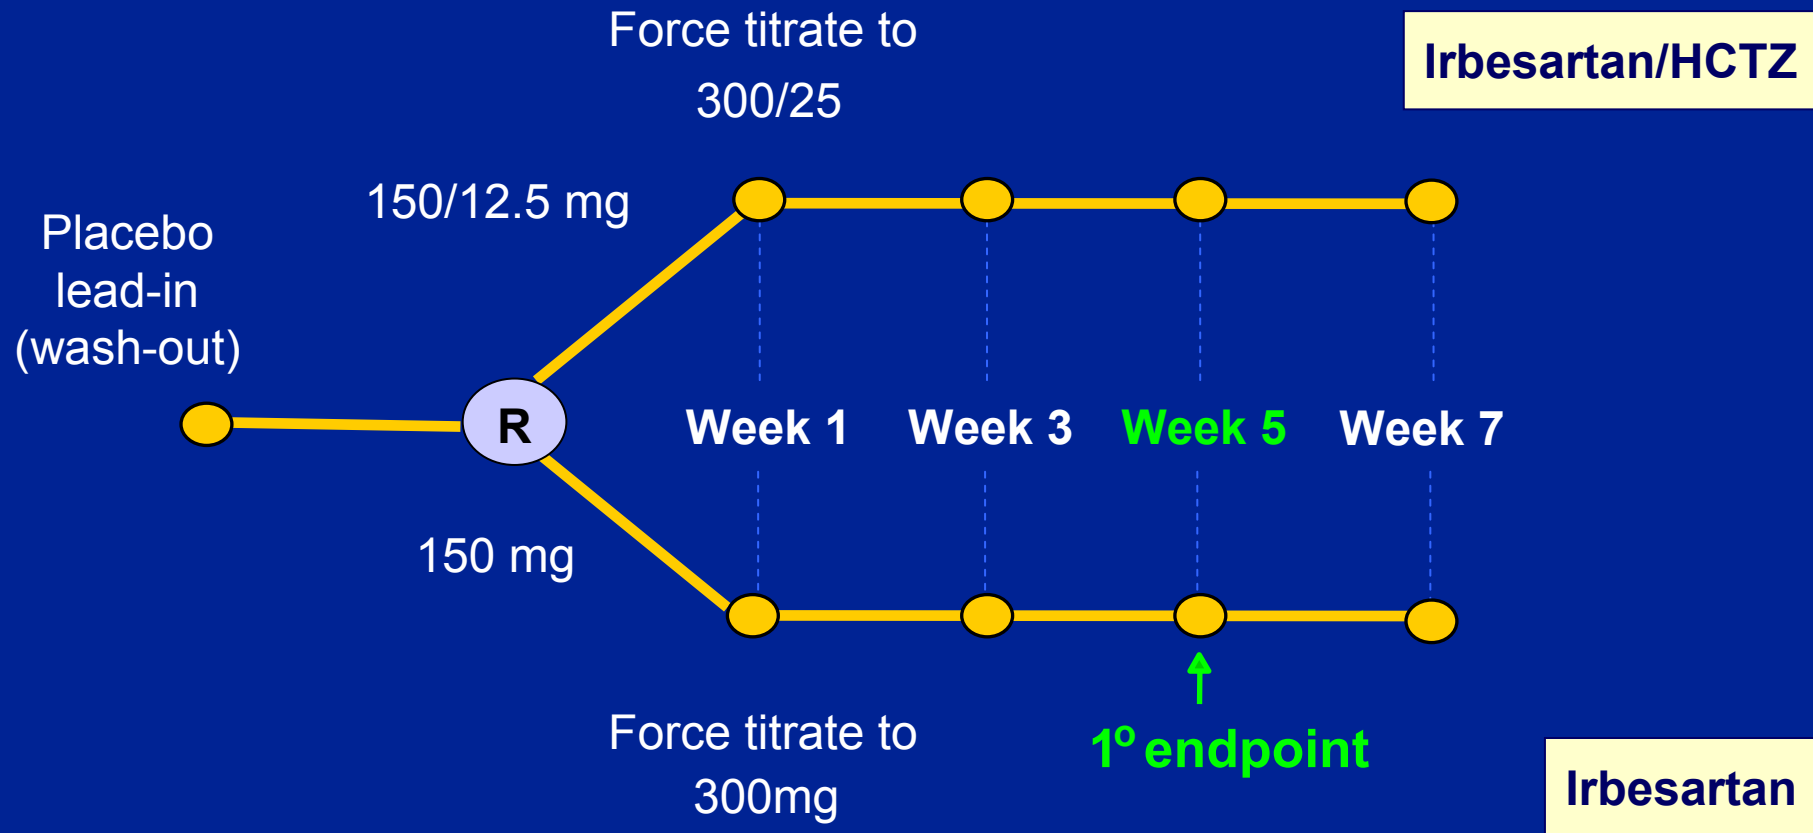 Force titrate to
300/25
Irbesartan/HCTZ
150/12.5 mg
Placebo
lead-in
(wash-out)
R
Week 1
Week 3
Week 5
Week 7
150 mg
Force titrate to
300mg
1º endpoint
Irbesartan